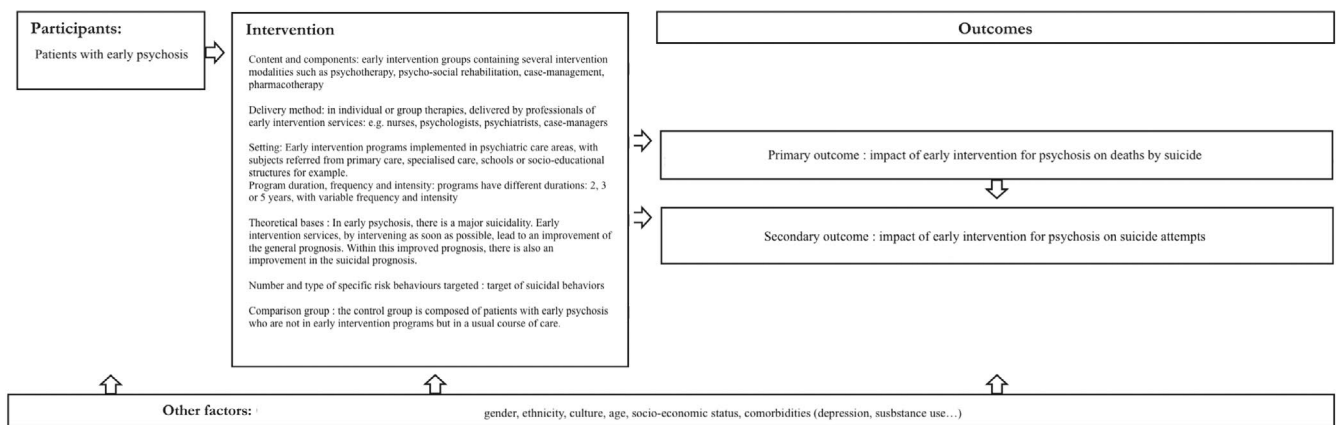 Participants:
Patients with early psychosis
Intervention
Content and components: early intervention groups containing several intervention
modalities such as psychotherapy, psycho-social rehabilitation, case-management,
pharmacotherapy
Delivery method: in individual or group therapies, delivered by professionals of
early intervention services: e.g. nurses, psychologists, psychiatrists, case-managers
Setting: Early intervention programs implemented in psychiatric care areas, with
subjects referred from primary care, specialised care, schools or socio-educational
structures for example.
Program duration, frequency and intensity: programs have different durations: 2, 3
or 5 years, with variable frequency and intensity
Theoretical bases : In early psychosis, there is a major suicidality. Early
intervention services, by intervening as soon as possible, lead to an improvement of
the general prognosis. Within this improved prognosis, there is also an
improvement in the suicidal prognosis.
Number and type of specific risk behaviours targeted : target of suicidal behaviors
Comparison group : the control group is composed of patients with early psychosis
who are not in early intervention programs but in a usual course of care.
Outcomes
Primary outcome : impact of early intervention for psychosis on deaths by suicide
Secondary outcome : impact of early intervention for psychosis on suicide attempts
Other factors: gender, ethnicity, culture, age, socio-economic status, comorbidities (depression, susbstance use…)